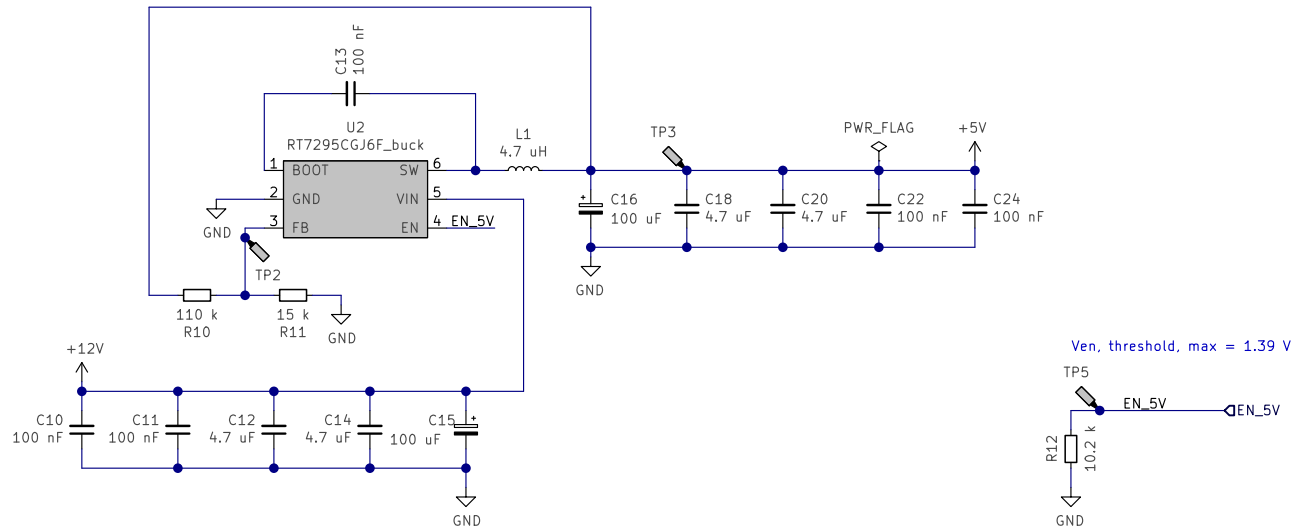 C13
100 nF
U2
RT7295CGJ6F_buck
1 BOOT SW 6
2 GND VIN 5
3 FB EN 4 EN_5V
GND
TP2
110 k
R10
15 k
R11
GND
L1
4.7 uH
TP3
PWR_FLAG
+5V
C16
100 uF
C18
4.7 uF
C20
4.7 uF
C22
100 nF
C24
100 nF
GND
+12V
C10
100 nF
C11
100 nF
C12
4.7 uF
C14
4.7 uF
C15
100 uF
GND
Ven, threshold, max = 1.39 V
TP5
EN_5V
EN_5V
R12
10.2 k
GND